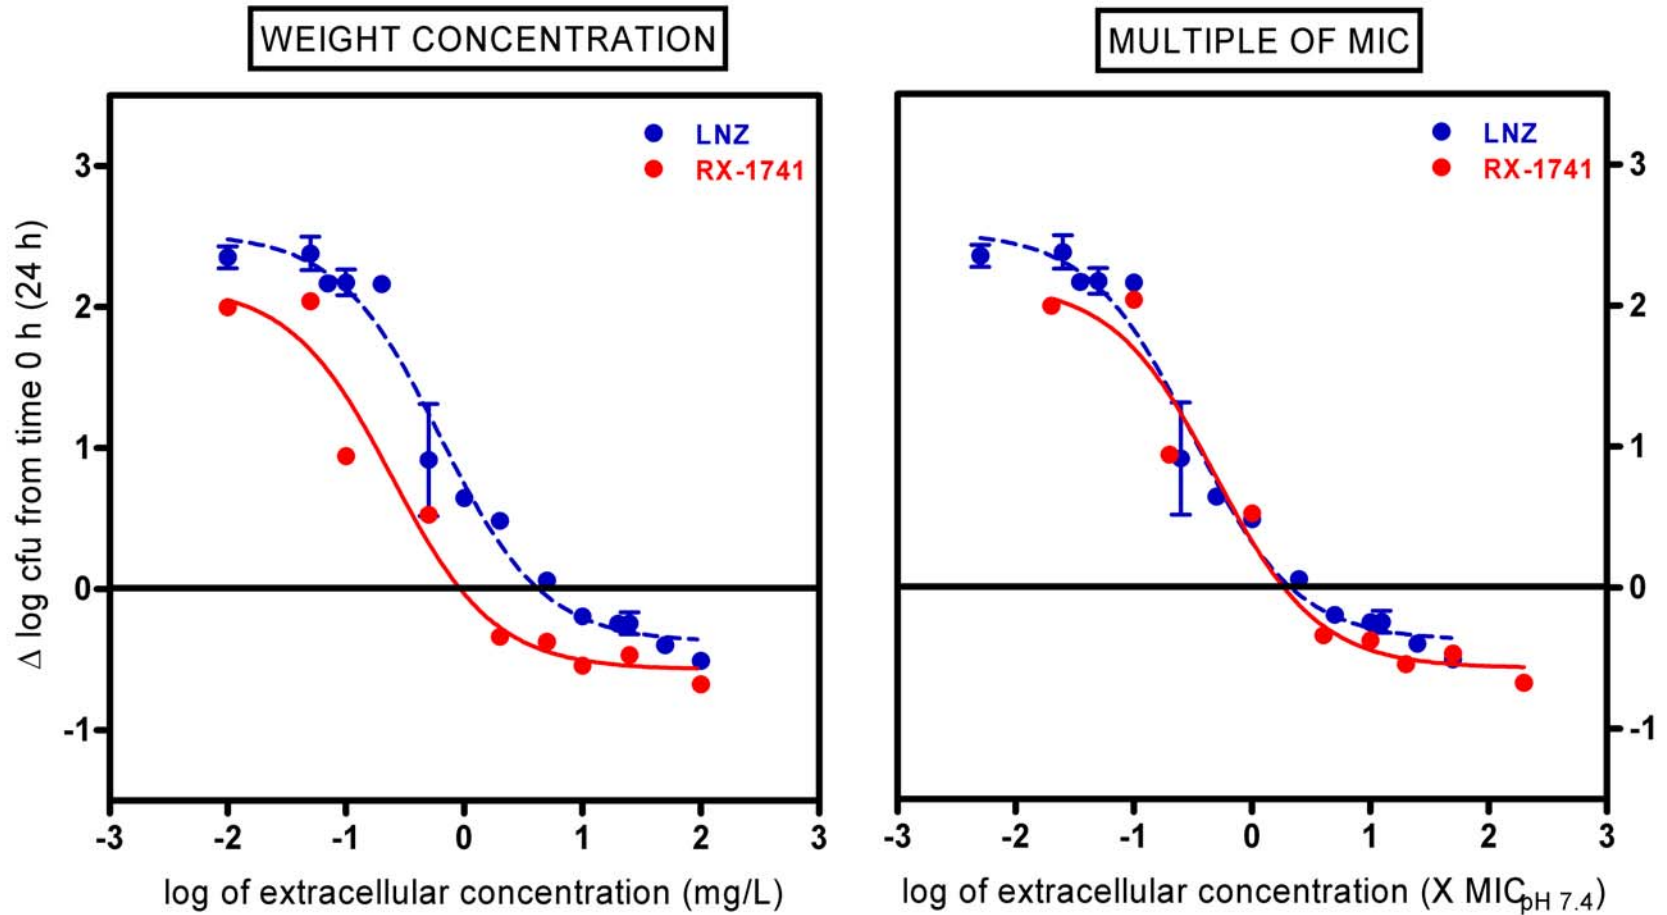 WEIGHT CONCENTRATION
MULTIPLE OF MIC
Δ log cfu from time 0 h (24 h)
LNZ
RX-1741
3
2
1
0
-1
-3 -2 -1 0 1 2 3
log of extracellular concentration (mg/L)
LNZ
RX-1741
3
2
1
0
-1
-3 -2 -1 0 1 2 3
log of extracellular concentration (X MICpH 7.4)